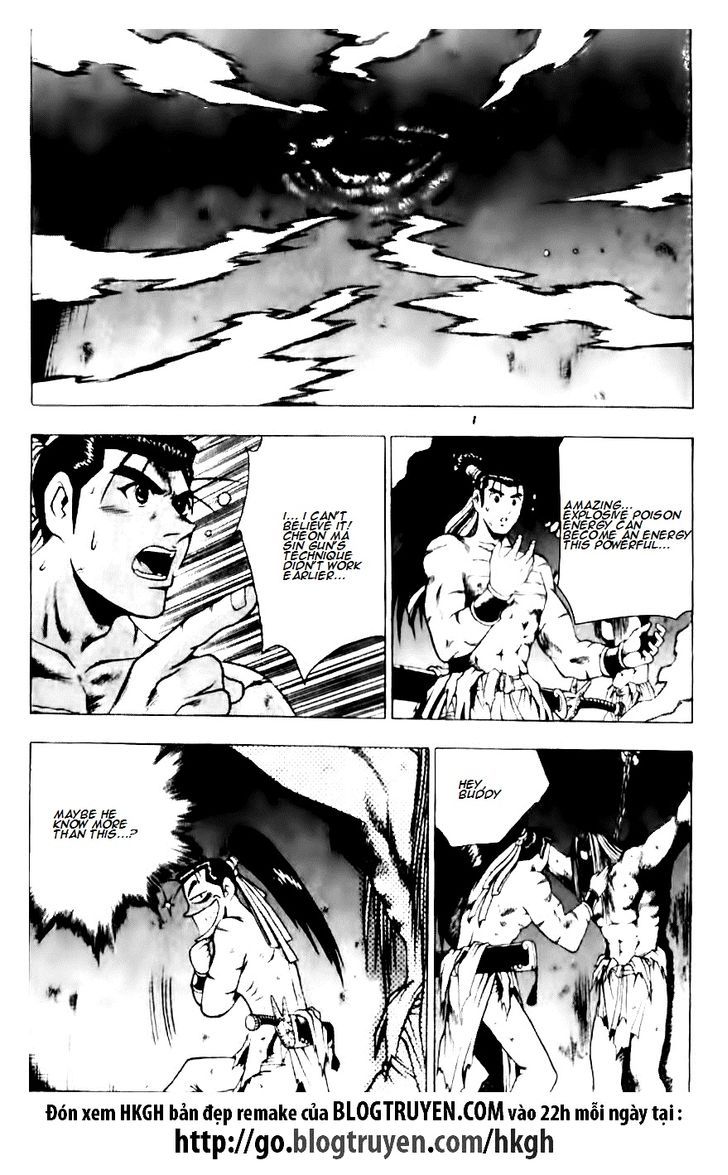 I... I CAN'T
BELIEVE IT!
CHEON MA
SIN GUN'S
TECHNIQUE
DIDN'T WORK
EARLIER...
AMAZING...
EXPLOSIVE POISON
ENERGY CAN
BECOME AN ENERGY
THIS POWERFUL...
MAYBE HE
KNOW MORE
THAN THIS...?
HEY,
BUDDY
Đón xem HKGH bản đẹp remake của BLOGTRUYEN.COM vào 22h mỗi ngày tại :
http://go.blogtruyen.com/hkgh